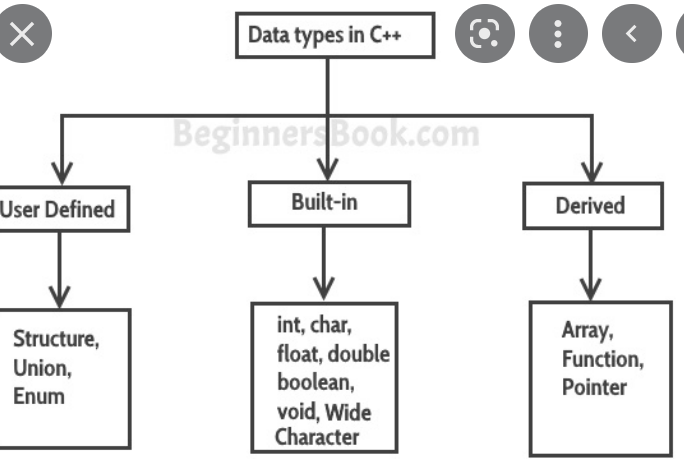 Data types in C++
BeginnersBook.com
User Defined
Built-in
Derived
Structure,
Union,
Enum
int, char,
float, double
boolean,
void, Wide
Character
Array,
Function,
Pointer